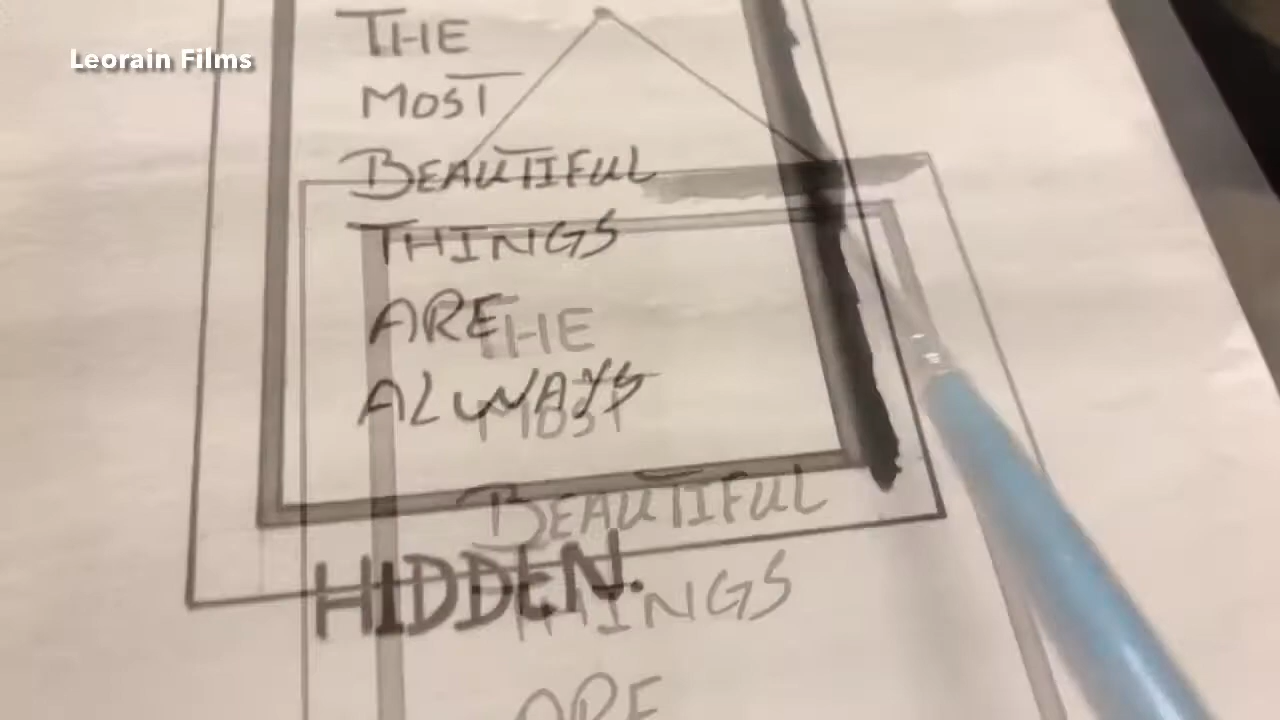 Leorain Films
THE
MOST
BEAUTIFUL
THINGS
ARE
ALWAYS
HIDDEN.
THE
MOST
BEAUTIFUL
THINGS
ARE